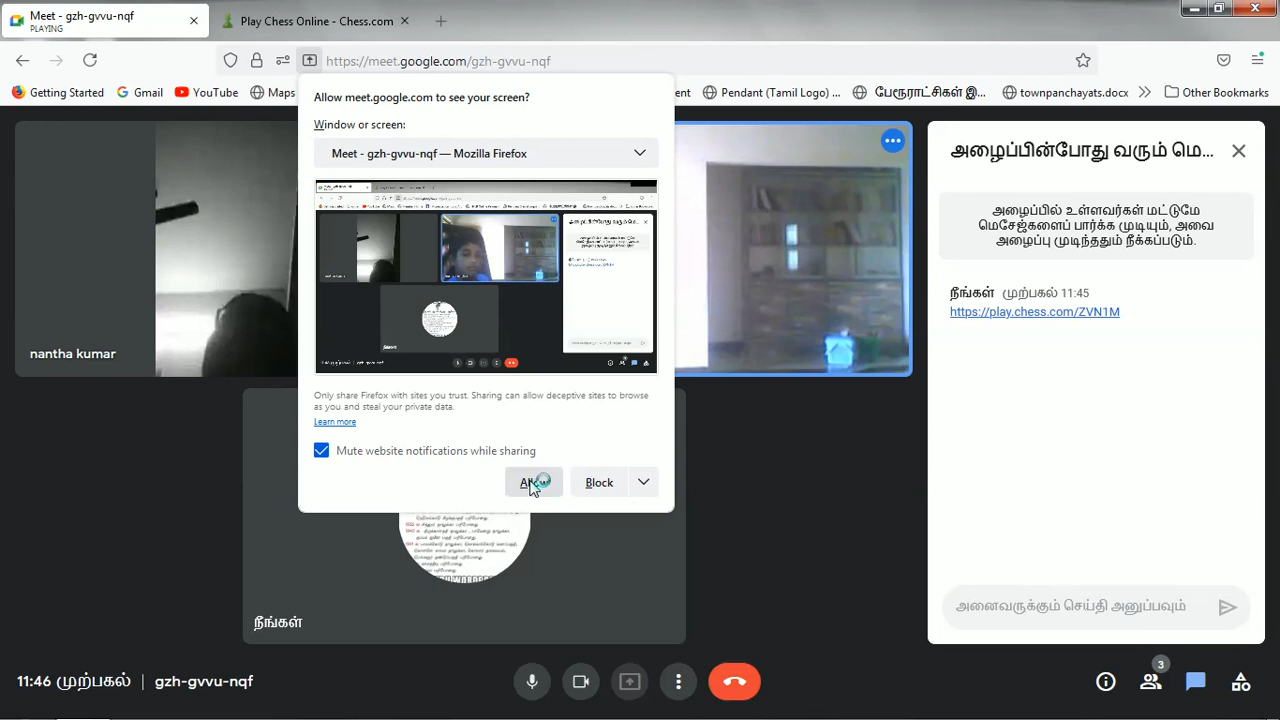 Meet - gzh-gvvu-nqf
PLAYING
Play Chess Online - Chess.com
https://meet.google.com/gzh-gvvu-nqf
Getting Started
Gmail
YouTube
Maps
Pendant (Tamil Logo) ...
பேரூராட்சிகள் இ...
townpanchayats.docx
Other Bookmarks
Allow meet.google.com to see your screen?
Window or screen:
Meet - gzh-gvvu-nqf — Mozilla Firefox
Only share Firefox with sites you trust. Sharing can allow deceptive sites to browse
as you and steal your private data.
Learn more
Mute website notifications while sharing
Allow
Block
nantha kumar
நீங்கள்
அழைப்பின்போது வரும் மெ...
அழைப்பில் உள்ளவர்கள் மட்டுமே
மெசேஜ்களைப் பார்க்க முடியும், அவை
அழைப்பு முடிந்ததும் நீக்கப்படும்.
நீங்கள் முற்பகல் 11:45
https://play.chess.com/ZVN1M
அனைவருக்கும் செய்தி அனுப்பவும்
11:46 முற்பகல் | gzh-gvvu-nqf
3